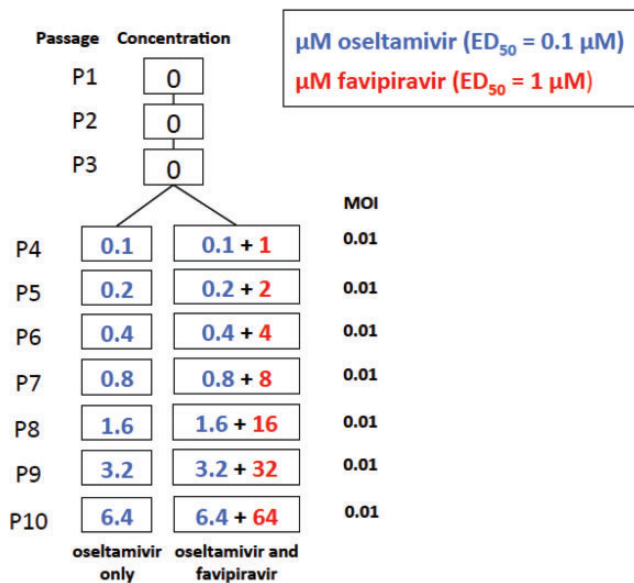 Passage Concentration
µM oseltamivir (ED50 = 0.1 µM)
µM favipiravir (ED50 = 1 µM)
P1 0
P2 0
P3 0
MOI
P4 0.1 0.1 + 1 0.01
P5 0.2 0.2 + 2 0.01
P6 0.4 0.4 + 4 0.01
P7 0.8 0.8 + 8 0.01
P8 1.6 1.6 + 16 0.01
P9 3.2 3.2 + 32 0.01
P10 6.4 6.4 + 64 0.01
oseltamivir oseltamivir and
only favipiravir